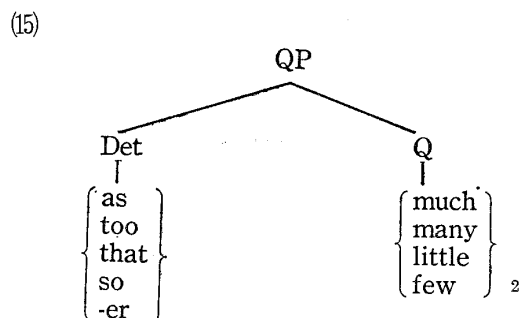 (15)
QP
Det Q
as much
too many
that little
so few 2
-er